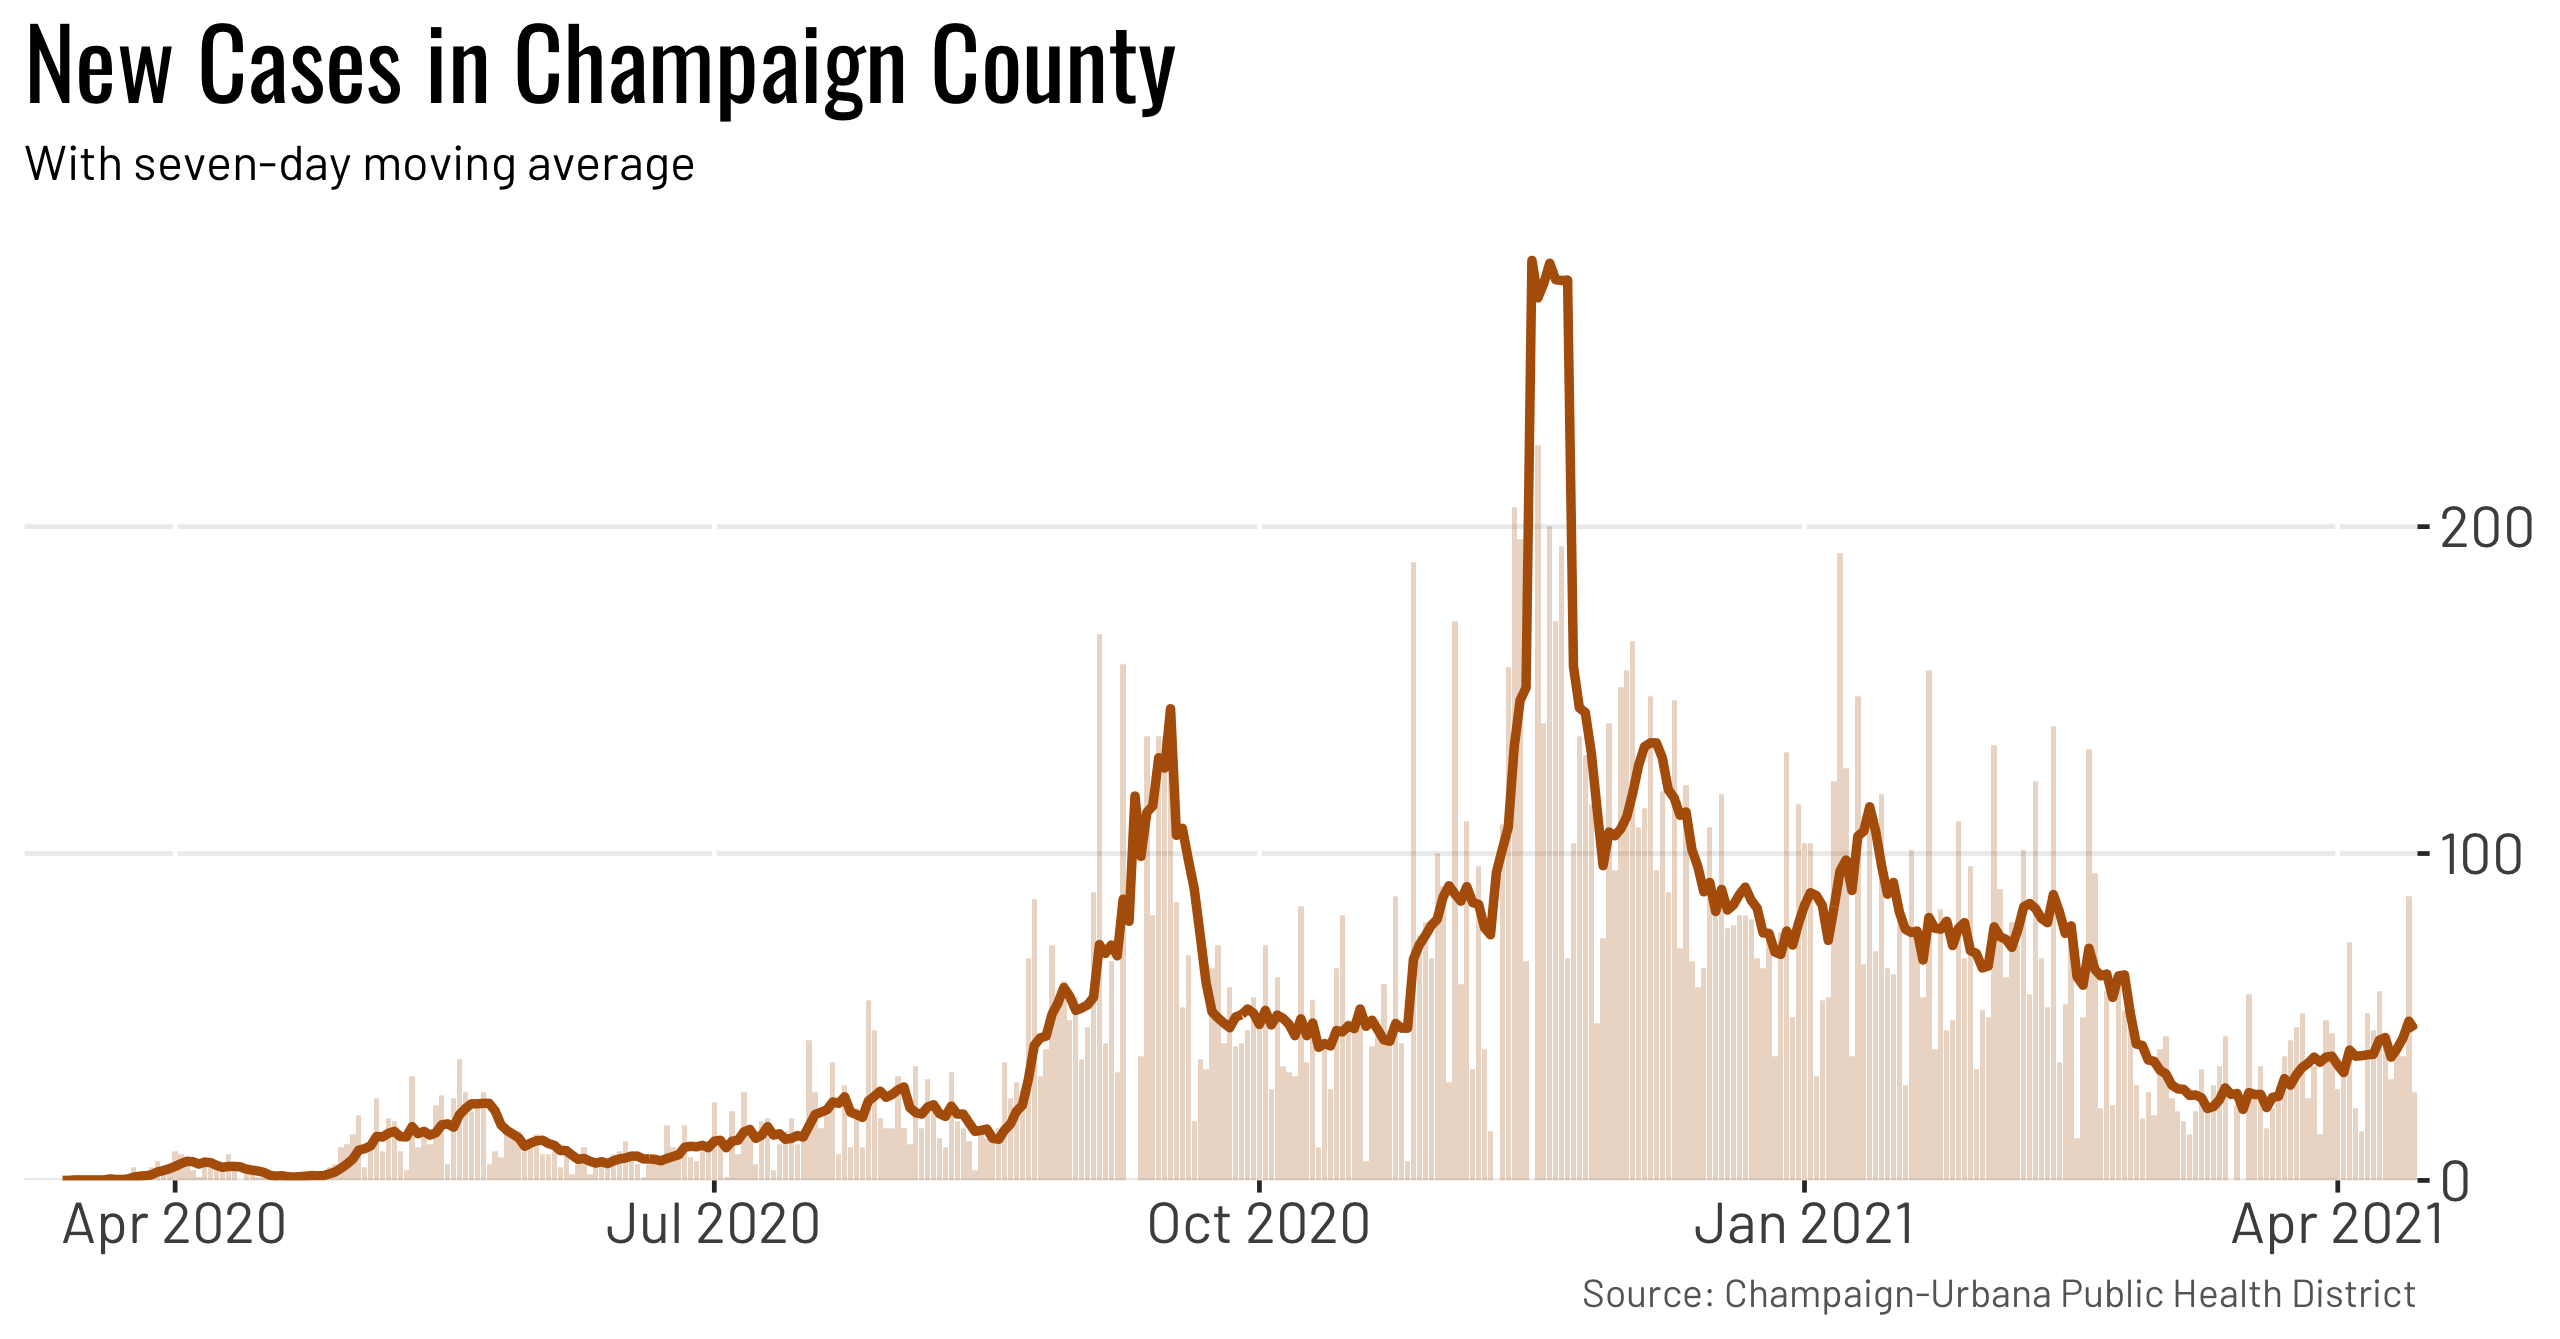 New Cases in Champaign County
With seven-day moving average
200
100
0
Apr 2020 Jul 2020 Oct 2020 Jan 2021 Apr 2021
Source: Champaign-Urbana Public Health District